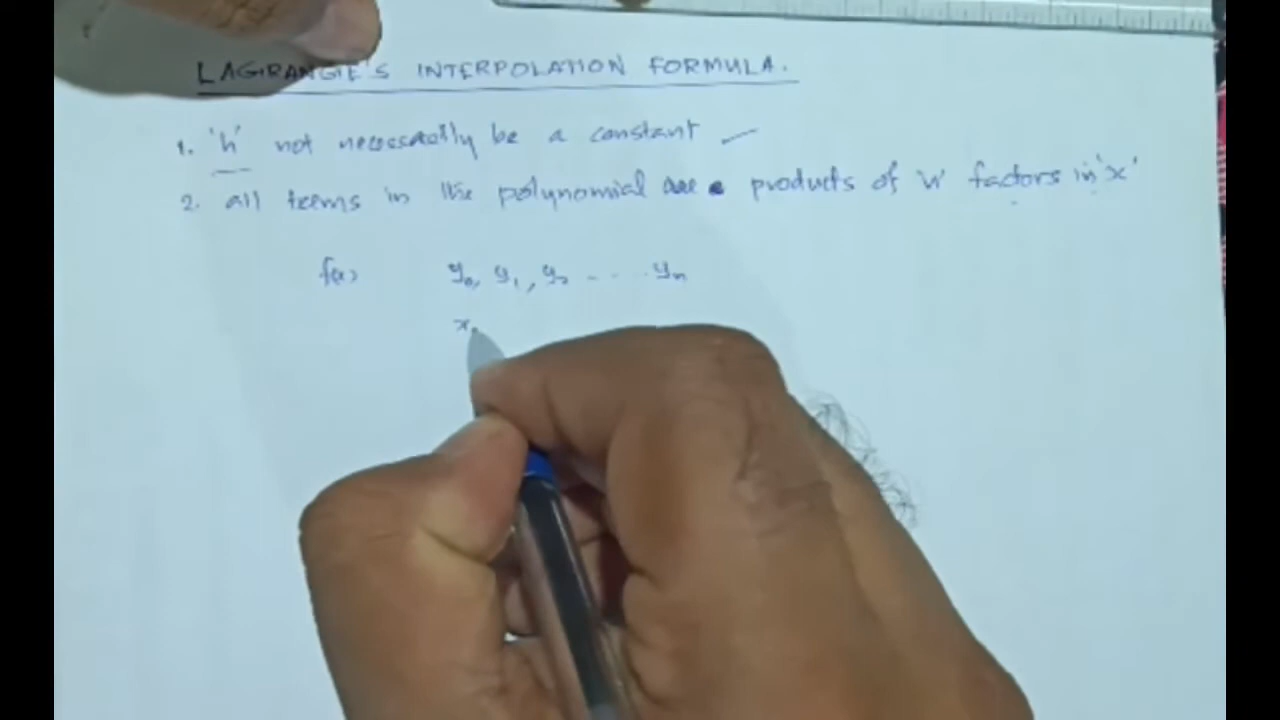 LAGRANGE'S INTERPOLATION FORMULA.
1. 'h' not necessarily be a constant
2. all terms in the polynomial are products of 'n' factors in 'x'
f(x) y₀, y₁, y₂ - - - - - yₙ
x₀